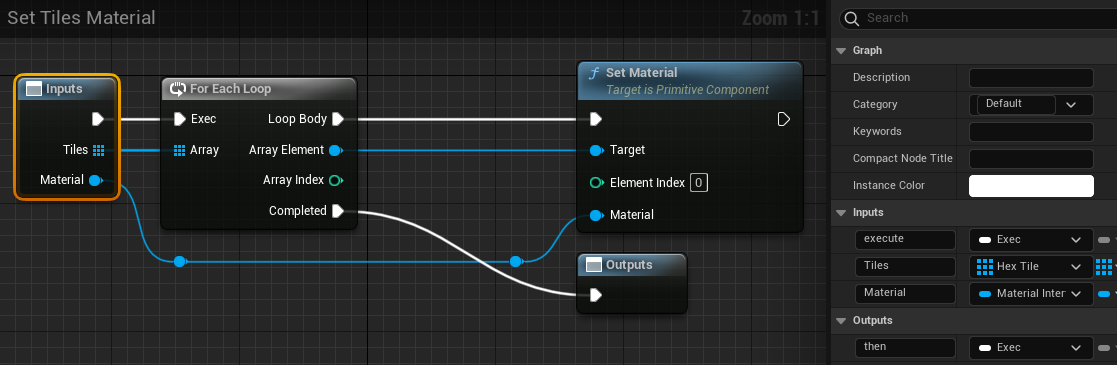 Set Tiles Material
Zoom 1:1
Inputs
Tiles
Material
For Each Loop
Exec
Loop Body
Array
Array Element
Array Index
Completed
Set Material
Target is Primitive Component
Target
Element Index 0
Material
Outputs
Search
Graph
Description
Category Default
Keywords
Compact Node Title
Instance Color
Inputs
execute Exec
Tiles Hex Tile
Material Material Inter
Outputs
then Exec